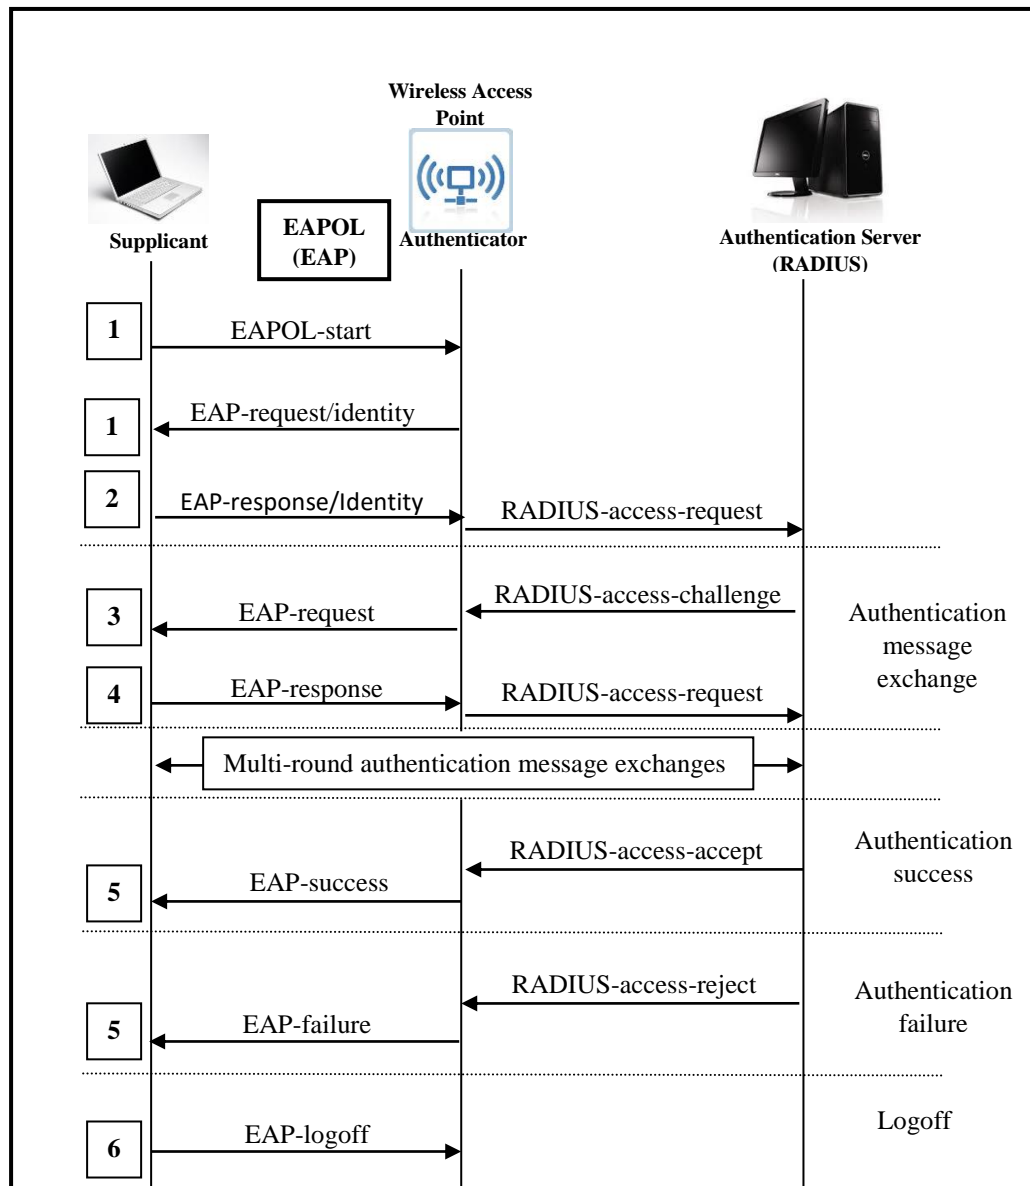 Wireless Access
Point
Supplicant
EAPOL
(EAP)
Authenticator
Authentication Server
(RADIUS)
1
EAPOL-start
1
EAP-request/identity
2
EAP-response/Identity
RADIUS-access-request
3
EAP-request
RADIUS-access-challenge
Authentication
message
exchange
4
EAP-response
RADIUS-access-request
Multi-round authentication message exchanges
RADIUS-access-accept
Authentication
success
5
EAP-success
RADIUS-access-reject
Authentication
failure
5
EAP-failure
Logoff
6
EAP-logoff